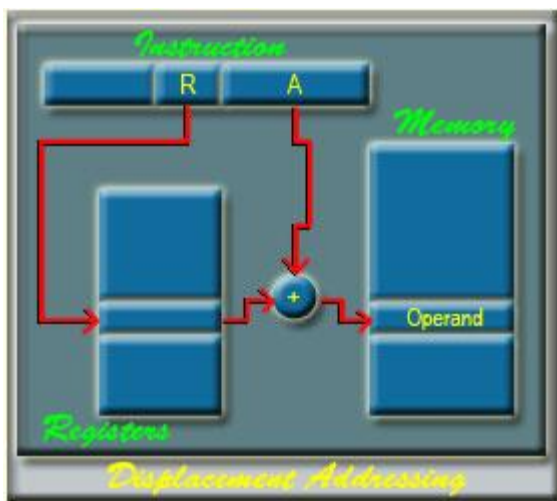 Instruction
R A
Memory
+
Operand
Registers
Displacement Addressing